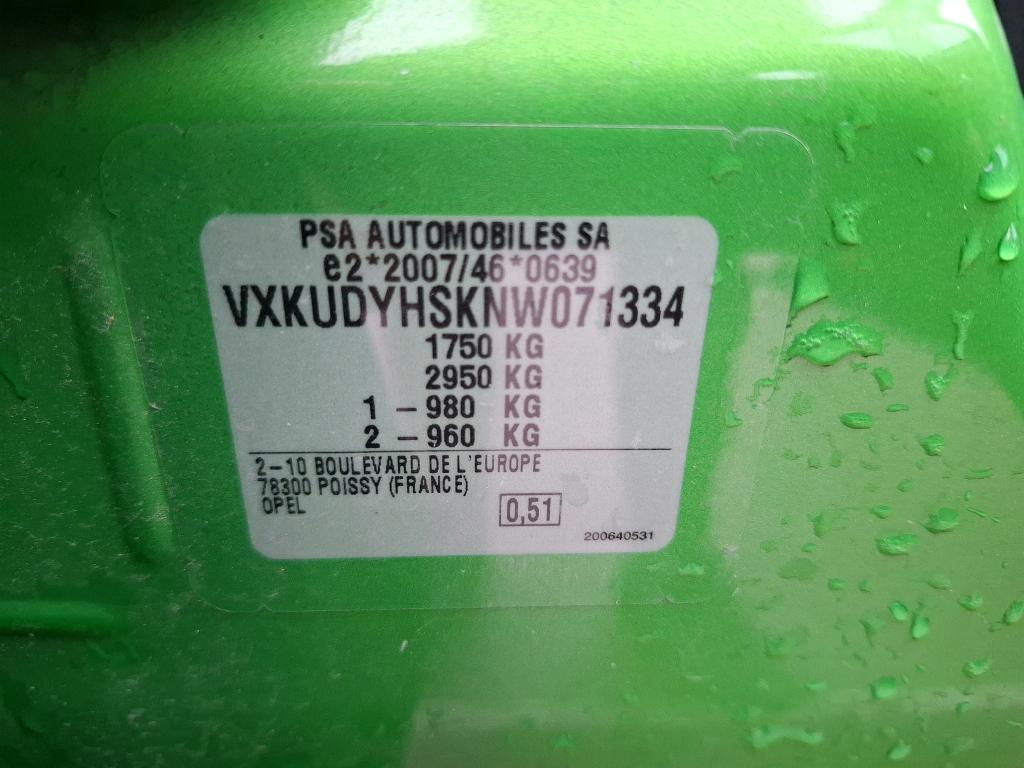 PSA AUTOMOBILES SA
e2*2007/46*0639
VXKUDYHSKNW071334
1750 KG
2950 KG
1 - 980 KG
2 - 960 KG
2-10 BOULEVARD DE L'EUROPE
78300 POISSY (FRANCE)
OPEL
0,51
200640531